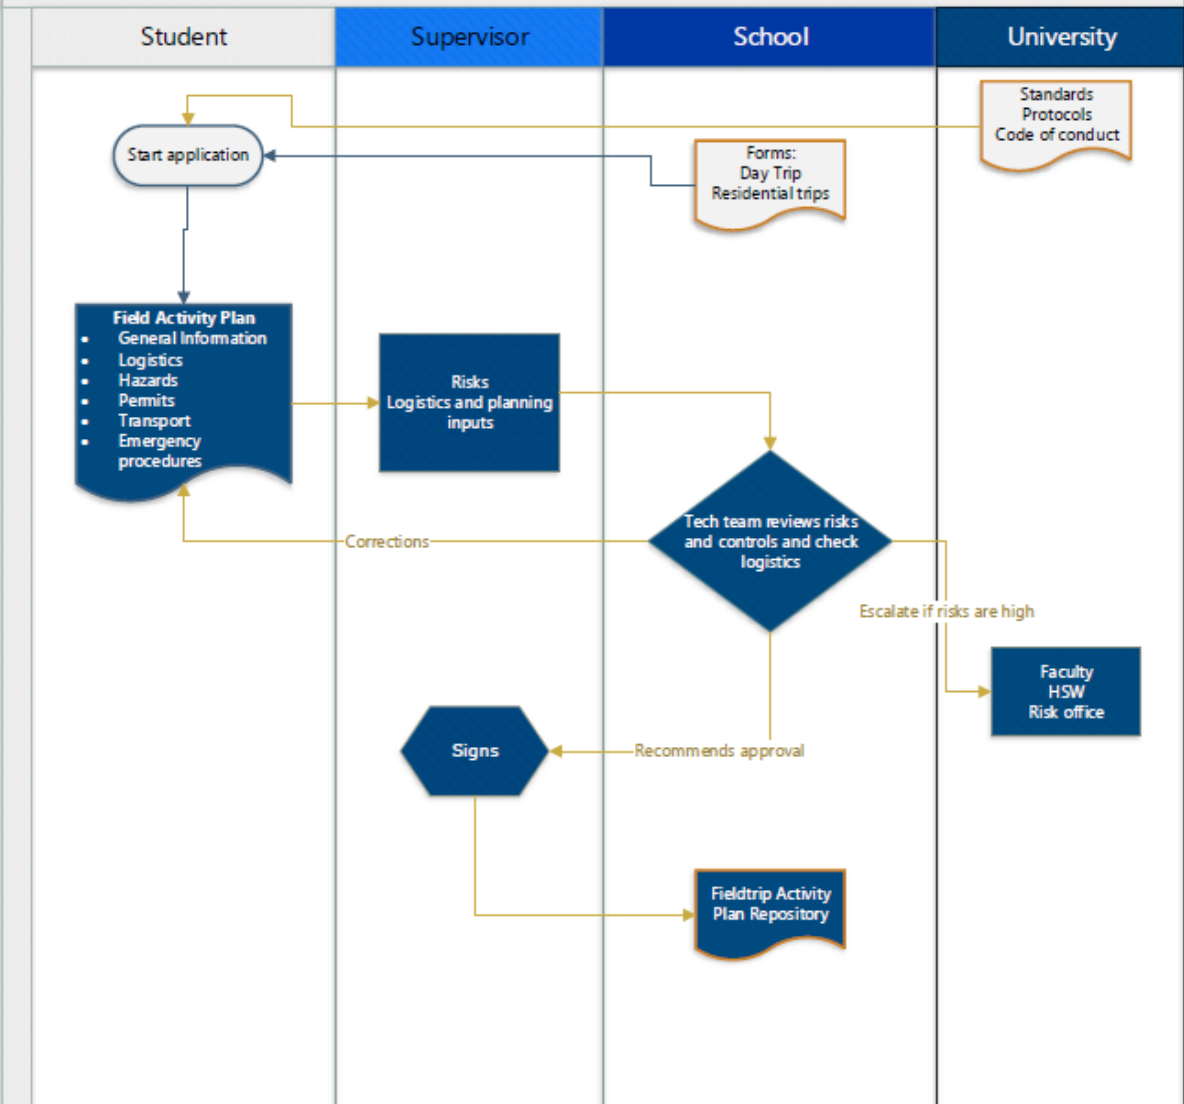 Student
Supervisor
School
University
Standards
Protocols
Code of conduct
Start application
Forms:
Day Trip
Residential trips
Field Activity Plan
• General Information
• Logistics
• Hazards
• Permits
• Transport
• Emergency
procedures
Risks
Logistics and planning
inputs
Tech team reviews risks
and controls and check
logistics
Corrections
Escalate if risks are high
Faculty
HSW
Risk office
Signs
Recommends approval
Fieldtrip Activity
Plan Repository